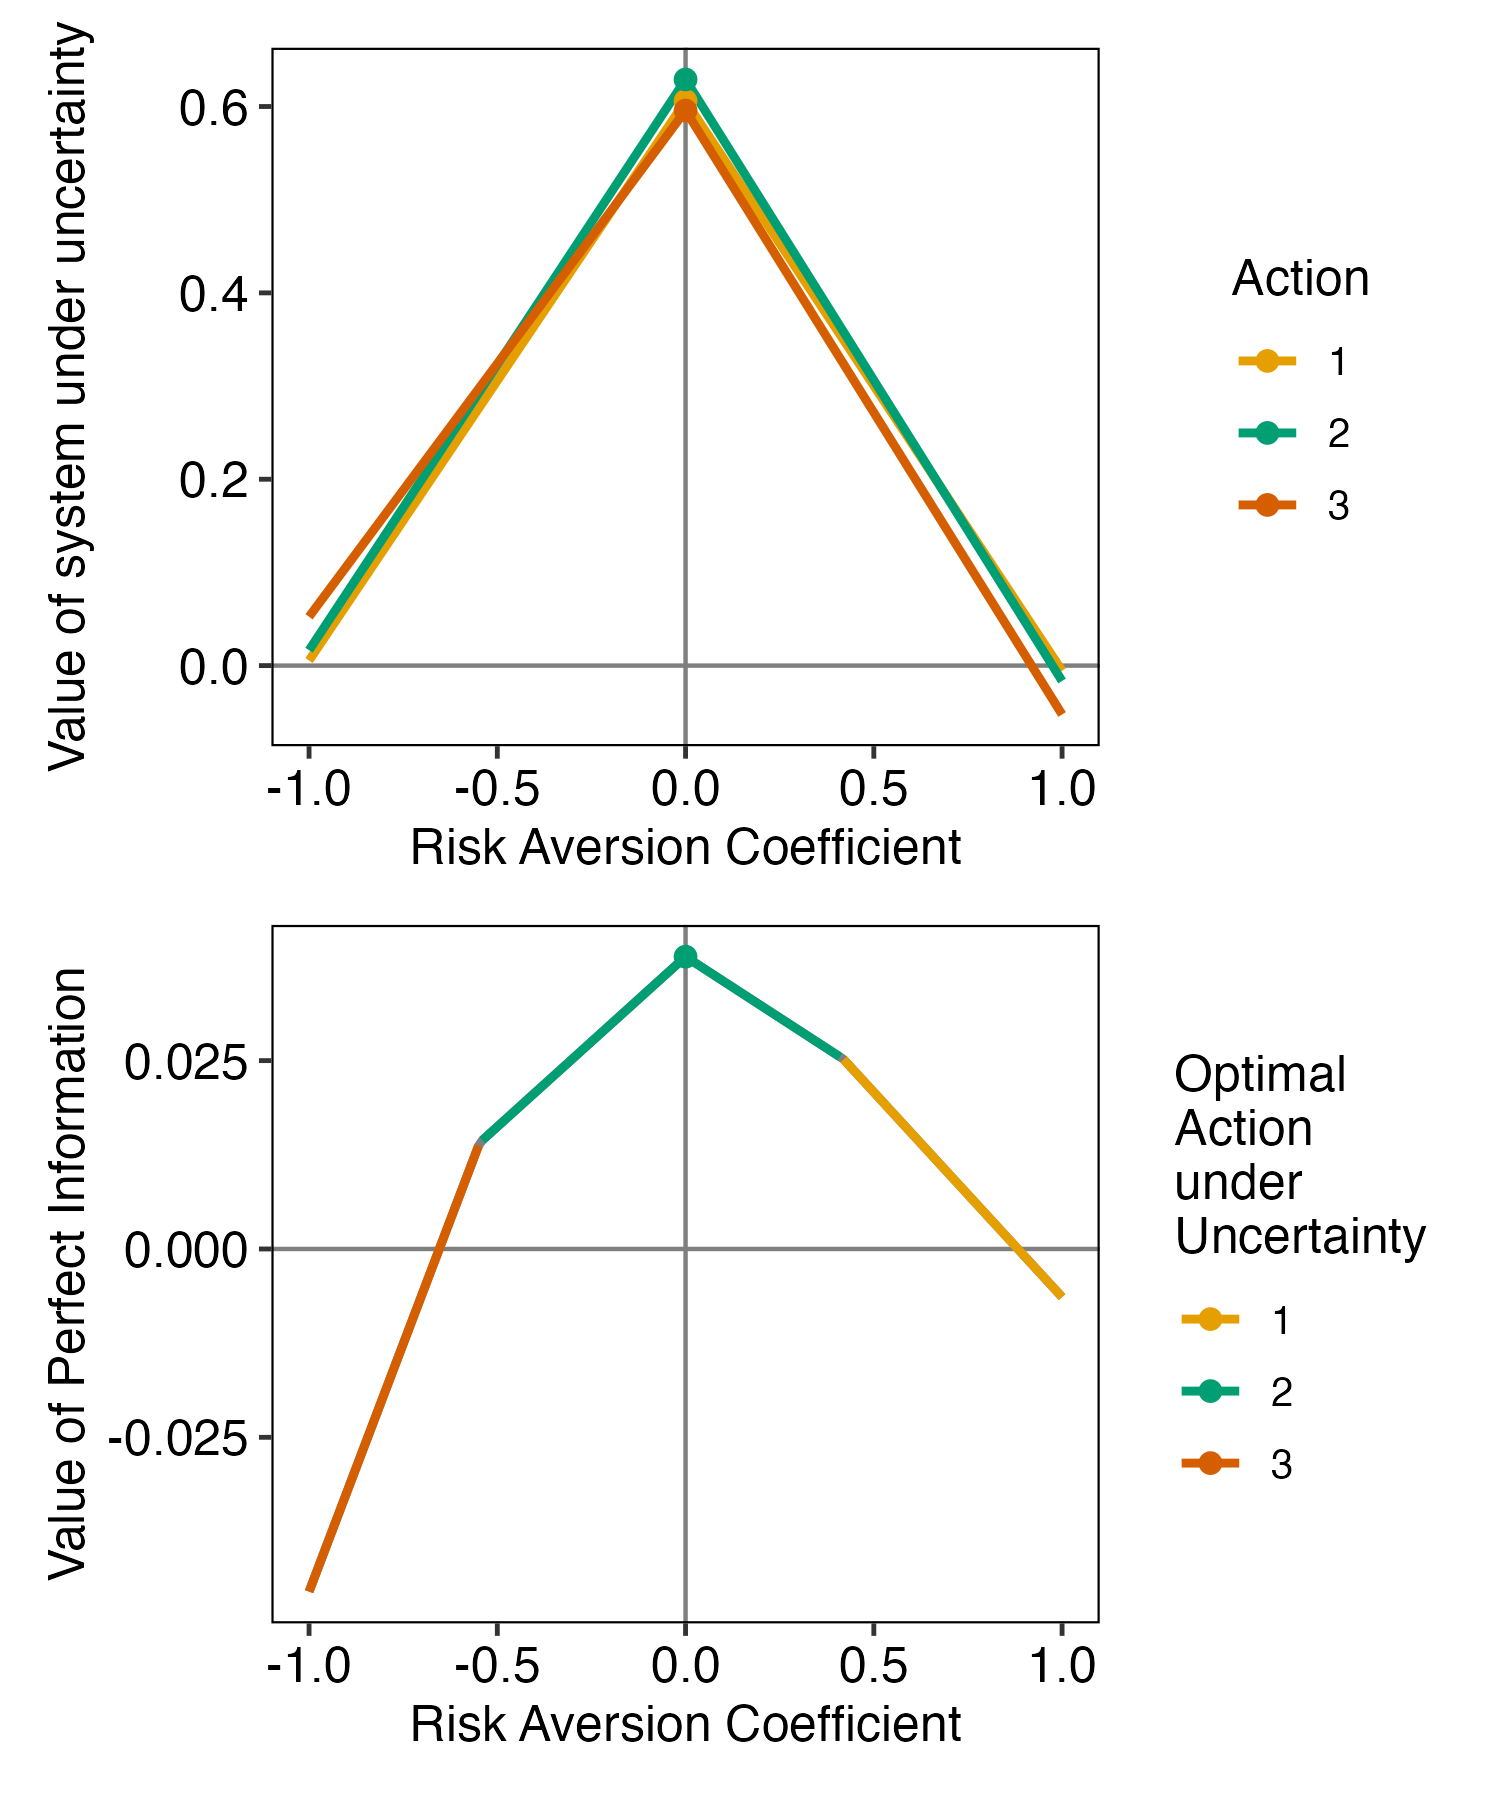 Value of system under uncertainty
0.6
0.4
0.2
0.0
-1.0 -0.5 0.0 0.5 1.0
Risk Aversion Coefficient
Action
1
2
3
Value of Perfect Information
0.025
0.000
-0.025
-1.0 -0.5 0.0 0.5 1.0
Risk Aversion Coefficient
Optimal
Action
under
Uncertainty
1
2
3